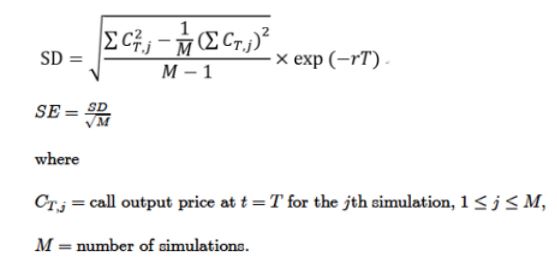 SD = √((Σ C²_{T,j} − (1/M)(Σ C_{T,j})²)/(M − 1)) × exp (−rT)
SE = SD/√M
where
C_{T,j} = call output price at t = T for the jth simulation, 1 ≤ j ≤ M,
M = number of simulations.